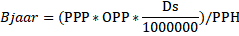 Bjaar = (PPP * OPP * Ds/1000000)/PPH